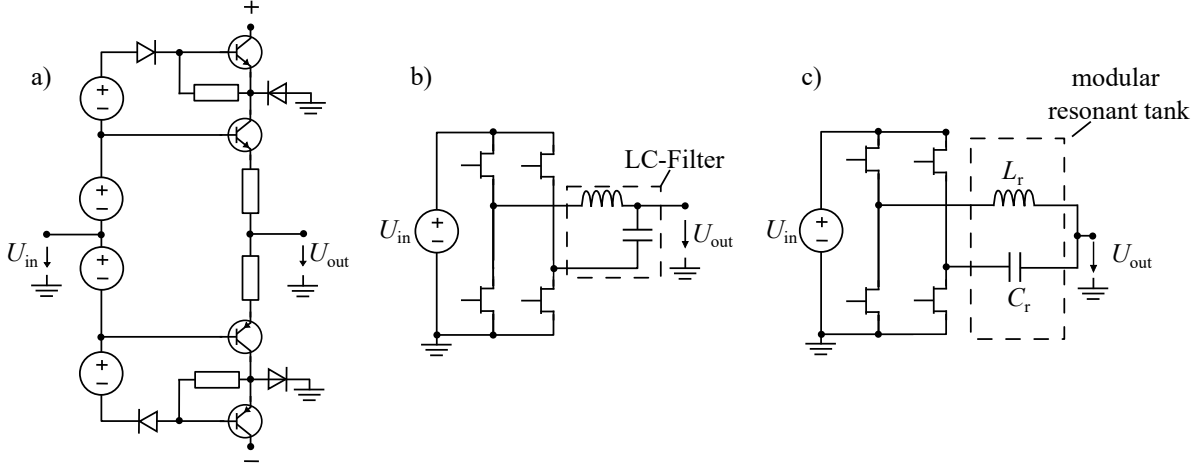 a)
+
+
−
+
−
U_in
U_out
+
−
+
−
−
b)
LC-Filter
U_in
+
−
U_out
c)
modular
resonant tank
L_r
U_in
+
−
U_out
C_r